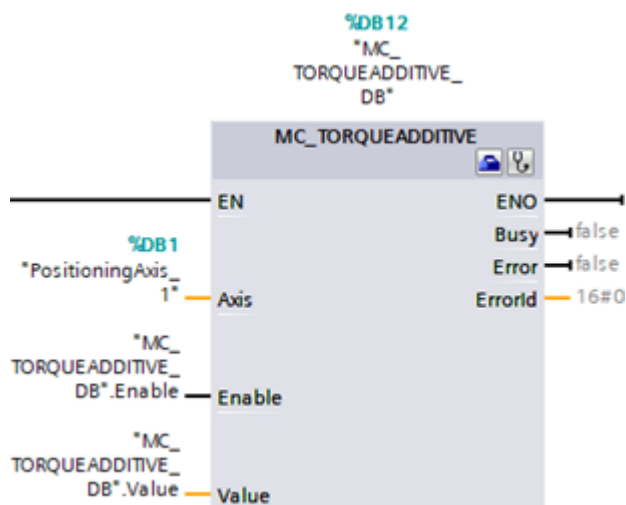 %DB12
"MC_
TORQUEADDITIVE_
DB"
MC_TORQUEADDITIVE
EN
ENO
Busy
false
%DB1
Error
false
"PositioningAxis_
1"
Axis
ErrorId
16#0
"MC_
TORQUEADDITIVE_
DB".Enable
Enable
"MC_
TORQUEADDITIVE_
DB".Value
Value